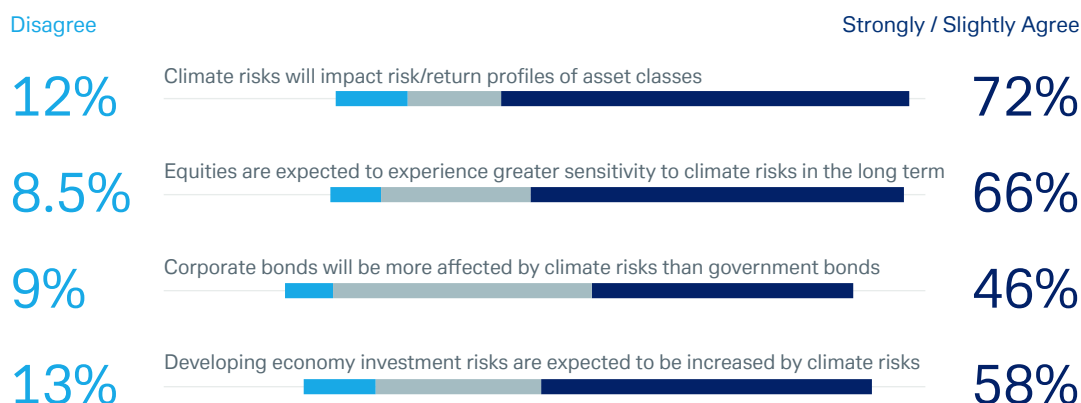 Disagree Strongly / Slightly Agree
12% Climate risks will impact risk/return profiles of asset classes 72%
8.5% Equities are expected to experience greater sensitivity to climate risks in the long term 66%
9% Corporate bonds will be more affected by climate risks than government bonds 46%
13% Developing economy investment risks are expected to be increased by climate risks 58%